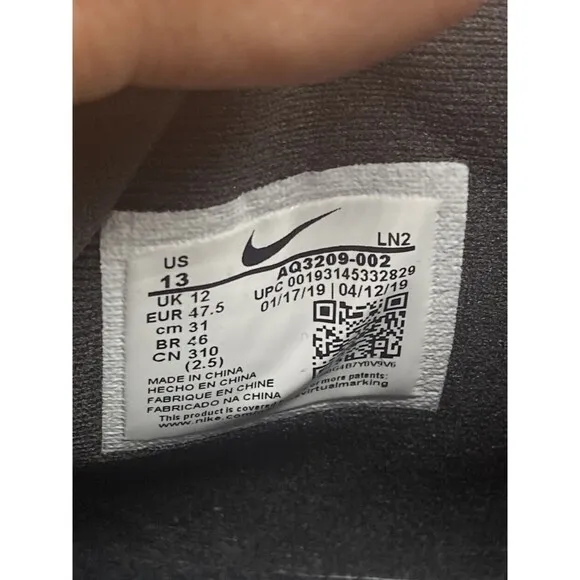 US
13
UK 12
EUR 47.5
cm 31
BR 46
CN 310
(2.5)
LN2
AQ3209-002
UPC 00193145332829
01/17/19 | 04/12/19
MADE IN CHINA
HECHO EN CHINA
FABRIQUE EN CHINE
FABRICADO NA CHINA
This product is covered
r more patents:
www.nike.com
virtualmarking